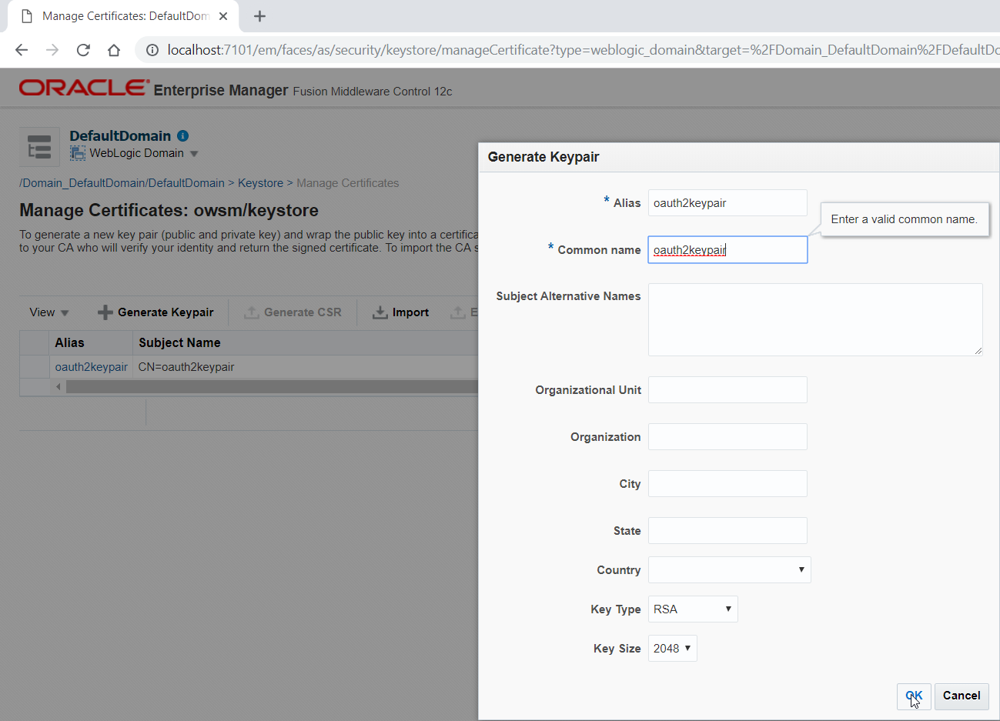 Manage Certificates: DefaultDom
localhost:7101/em/faces/as/security/keystore/manageCertificate?type=weblogic_domain&target=%2FDomain_DefaultDomain%2FDefaultDo
ORACLE Enterprise Manager Fusion Middleware Control 12c
DefaultDomain
WebLogic Domain
/Domain_DefaultDomain/DefaultDomain > Keystore > Manage Certificates
Manage Certificates: owsm/keystore
To generate a new key pair (public and private key) and wrap the public key into a certifica
to your CA who will verify your identity and return the signed certificate. To import the CA s
View Generate Keypair Generate CSR Import E
Alias Subject Name
oauth2keypair CN=oauth2keypair
Generate Keypair
* Alias oauth2keypair
Enter a valid common name.
* Common name oauth2keypair
Subject Alternative Names
Organizational Unit
Organization
City
State
Country
Key Type RSA
Key Size 2048
OK Cancel